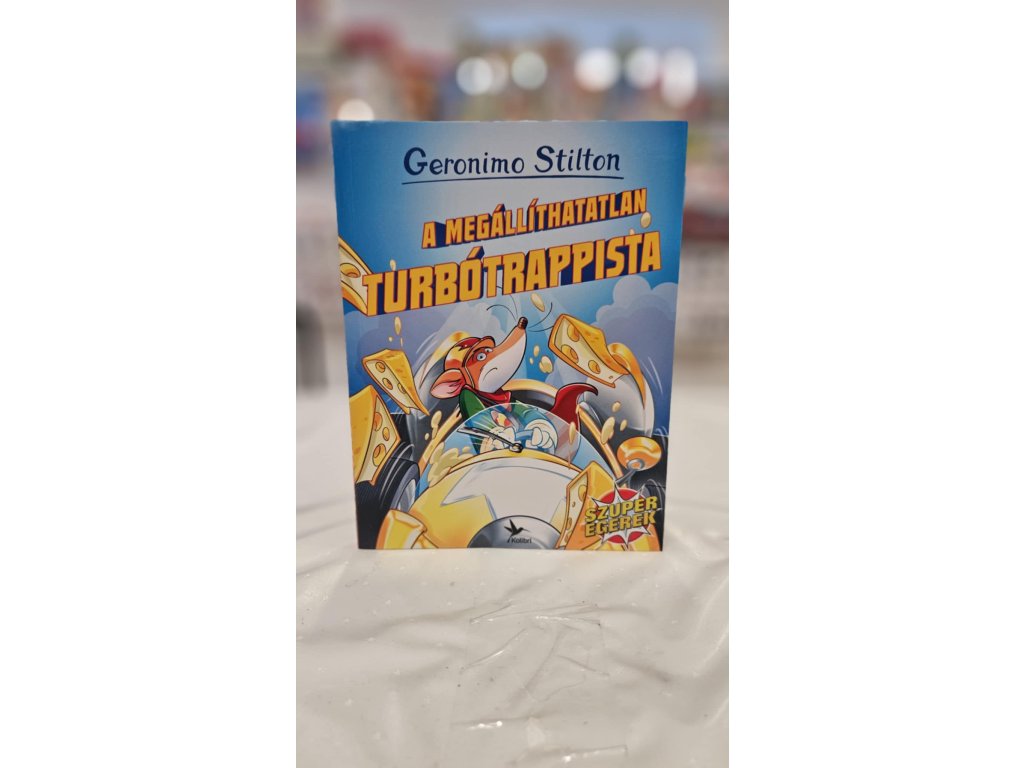 Geronimo Stilton
A MEGÁLLÍTHATATLAN
TURBÓTRAPPISTA
SZUPER
EGEREK
Kolibri